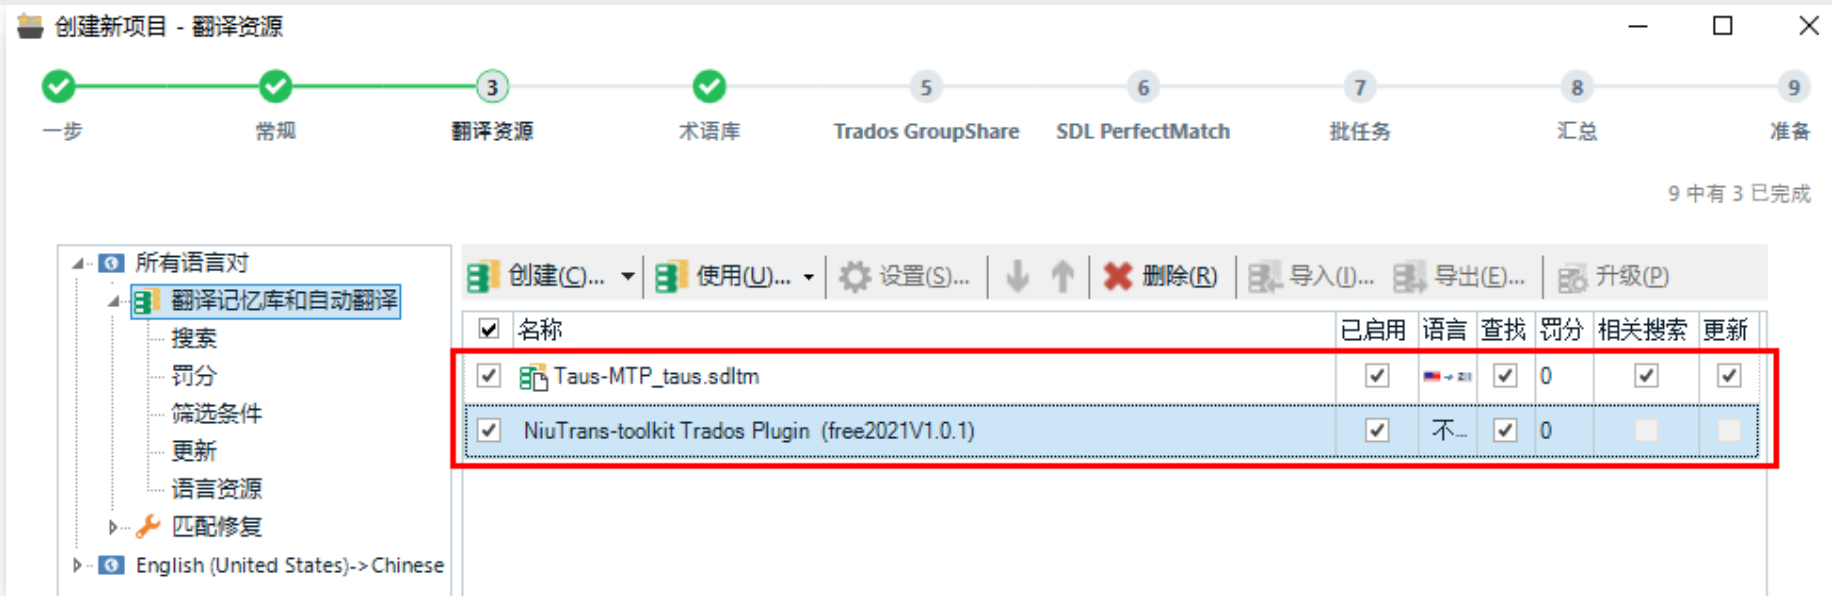 创建新项目 - 翻译资源
3 5 6 7 8 9
一步 常规 翻译资源 术语库 Trados GroupShare SDL PerfectMatch 批任务 汇总 准备
9 中有 3 已完成
所有语言对
翻译记忆库和自动翻译
搜索
罚分
筛选条件
更新
语言资源
匹配修复
English (United States)->Chinese
创建(C)... 使用(U)... 设置(S)... 删除(R) 导入(I)... 导出(E)... 升级(P)
名称 已启用 语言 查找 罚分 相关搜索 更新
Taus-MTP_taus.sdltm 0
NiuTrans-toolkit Trados Plugin (free2021V1.0.1) 不... 0